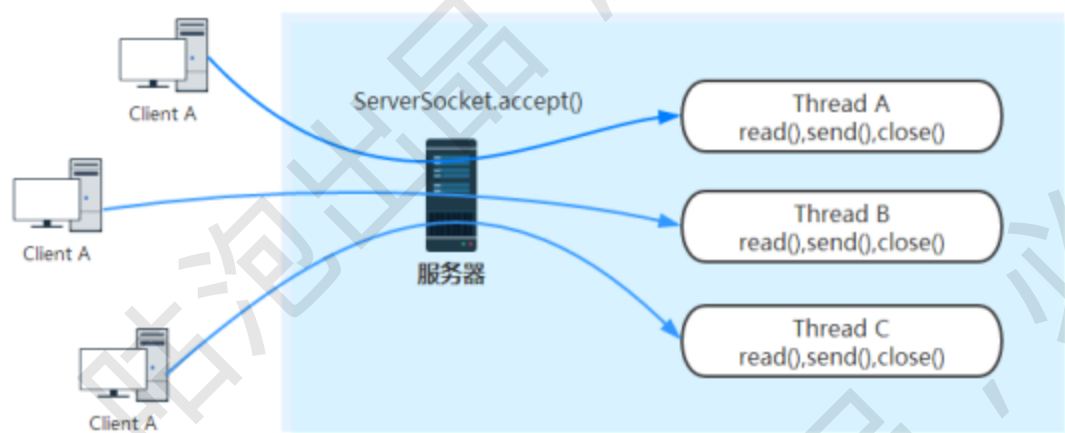 Client A
ServerSocket.accept()
Thread A
read(),send(),close()
Client A
Thread B
read(),send(),close()
服务器
Thread C
read(),send(),close()
Client A